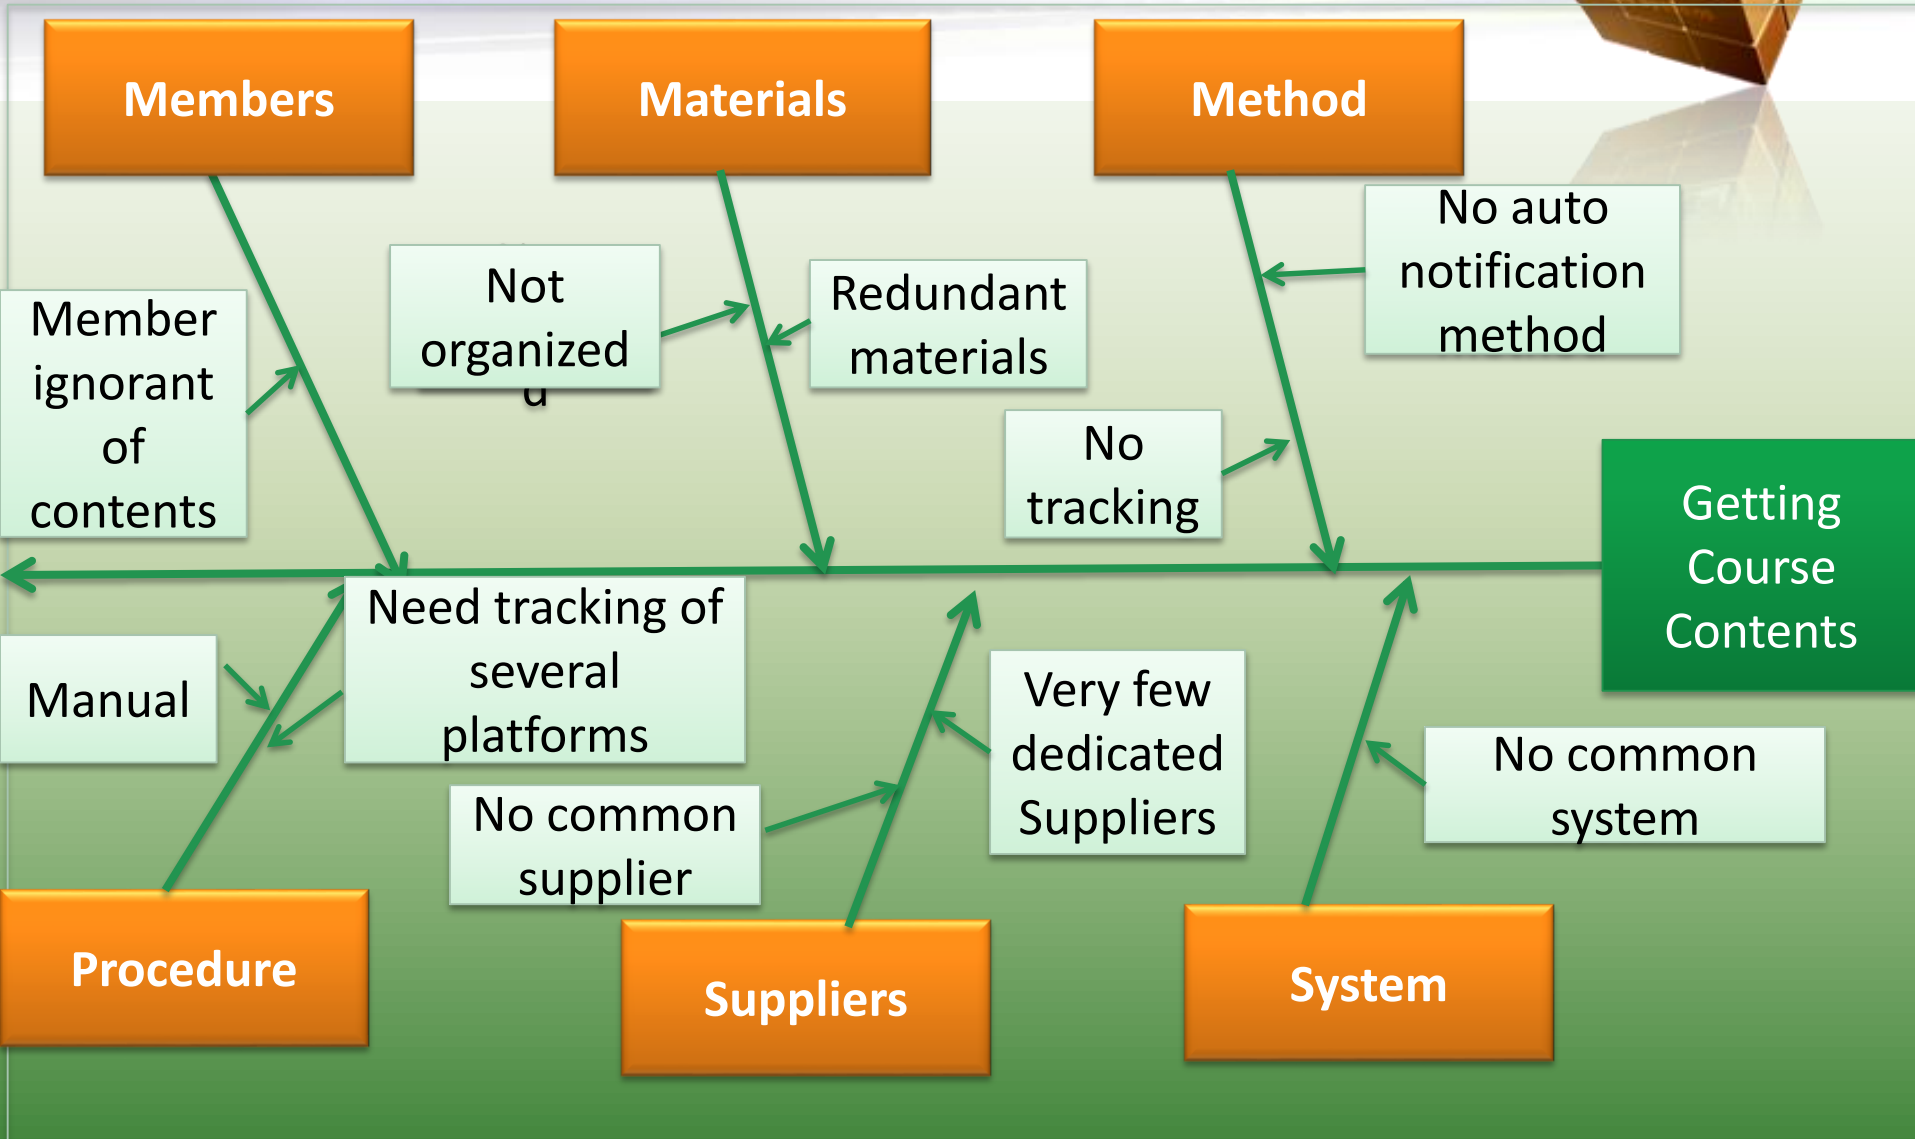 Members
Materials
Method
No auto
notification
method
Not
organized
Redundant
materials
Member
ignorant
of
contents
No
tracking
Getting
Course
Contents
Need tracking of
several
platforms
Manual
Very few
dedicated
Suppliers
No common
supplier
No common
system
Procedure
Suppliers
System